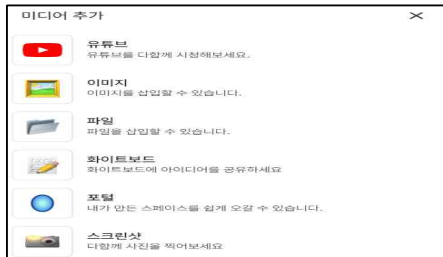 미디어 추가
유튜브
유튜브를 다함께 시청해보세요.
이미지
이미지를 삽입할 수 있습니다.
파일
파일을 삽입할 수 있습니다.
화이트보드
화이트보드에 아이디어를 공유하세요
포털
내가 만든 스페이스를 쉽게 오갈 수 있습니다.
스크린샷
다함께 사진을 찍어보세요